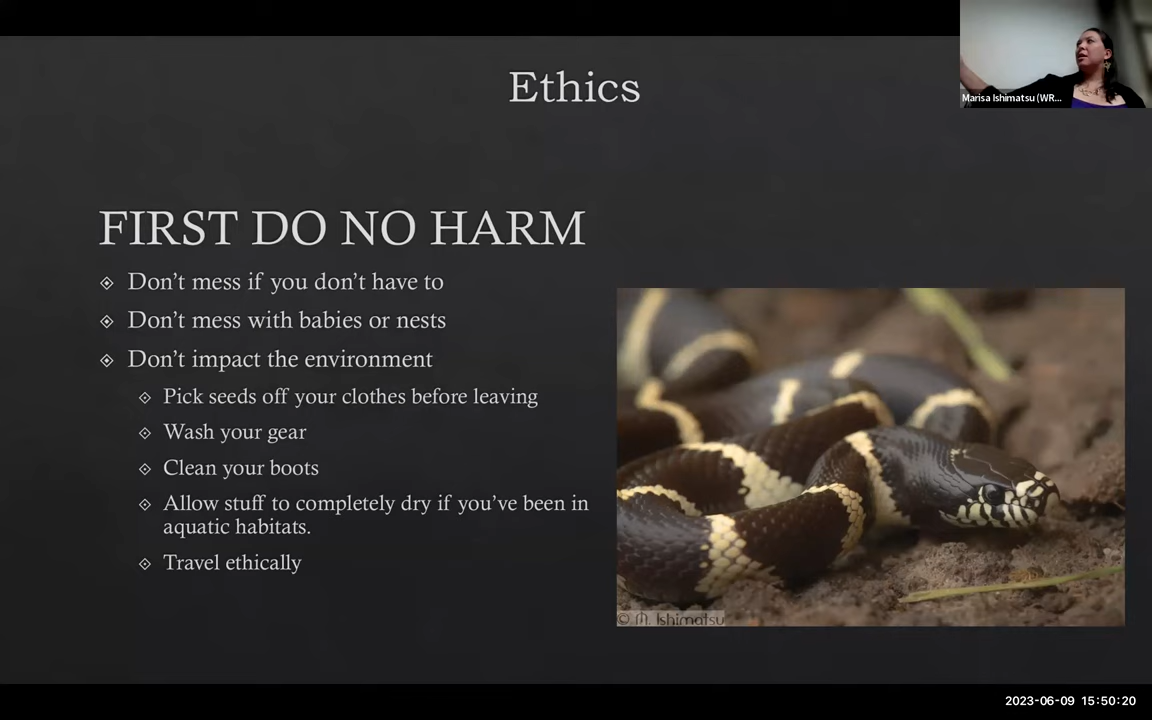 Ethics
Marisa Ishimatsu (WR...
FIRST DO NO HARM
Don't mess if you don't have to
Don't mess with babies or nests
Don't impact the environment
Pick seeds off your clothes before leaving
Wash your gear
Clean your boots
Allow stuff to completely dry if you've been in
aquatic habitats.
Travel ethically
© M. Ishimatsu
2023-06-09 15:50:20